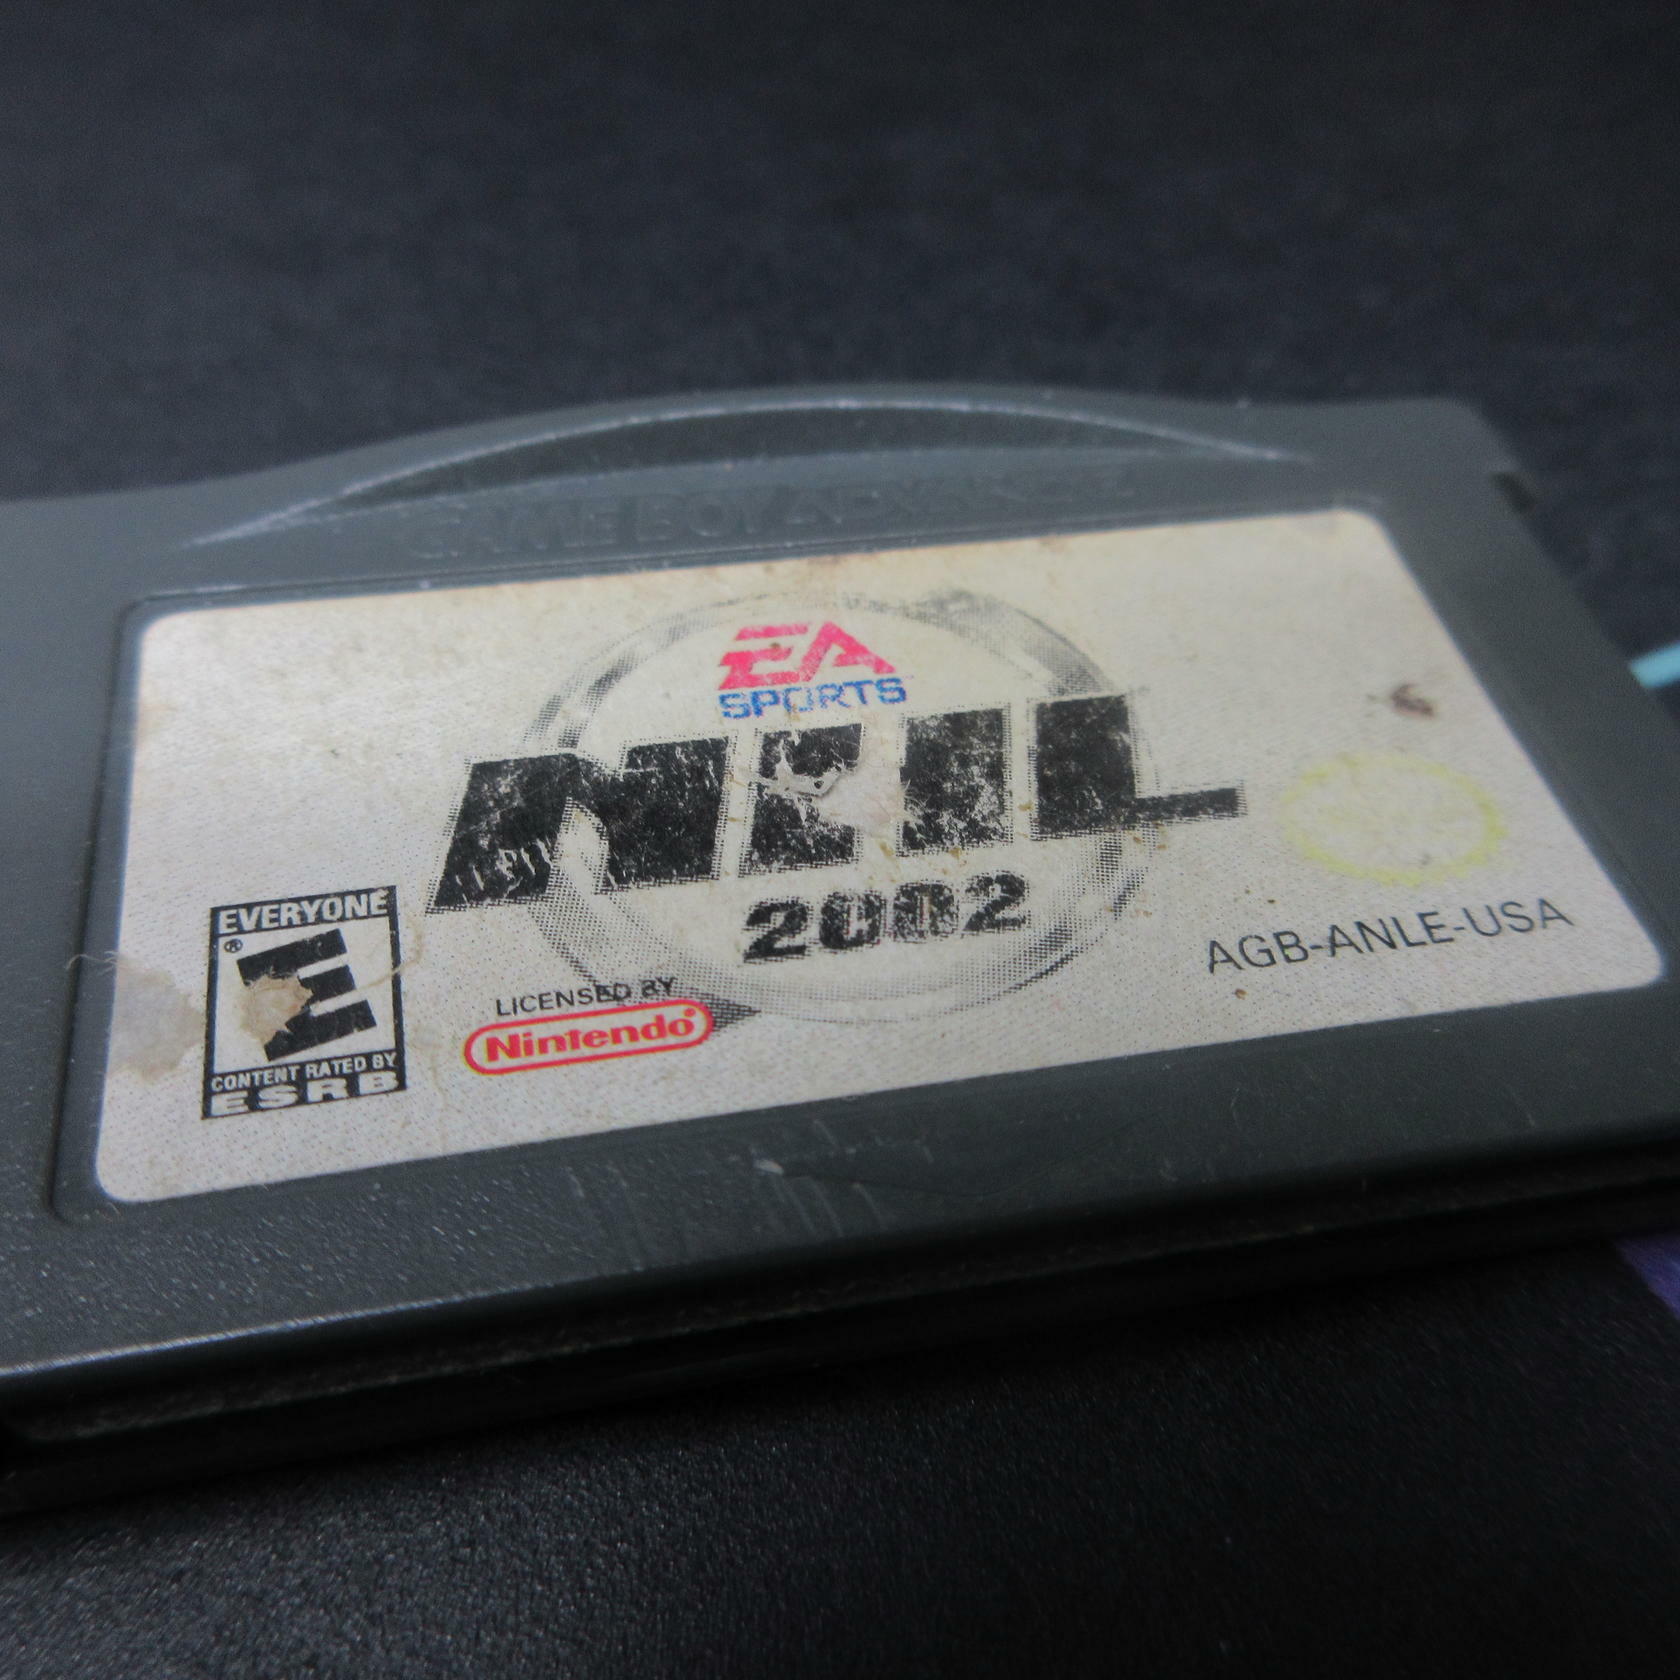 GAME BOY ADVANCE
EA
SPORTS
NHL
2002
EVERYONE
E
®
CONTENT RATED BY
ESRB
LICENSED BY
Nintendo®
AGB-ANLE-USA